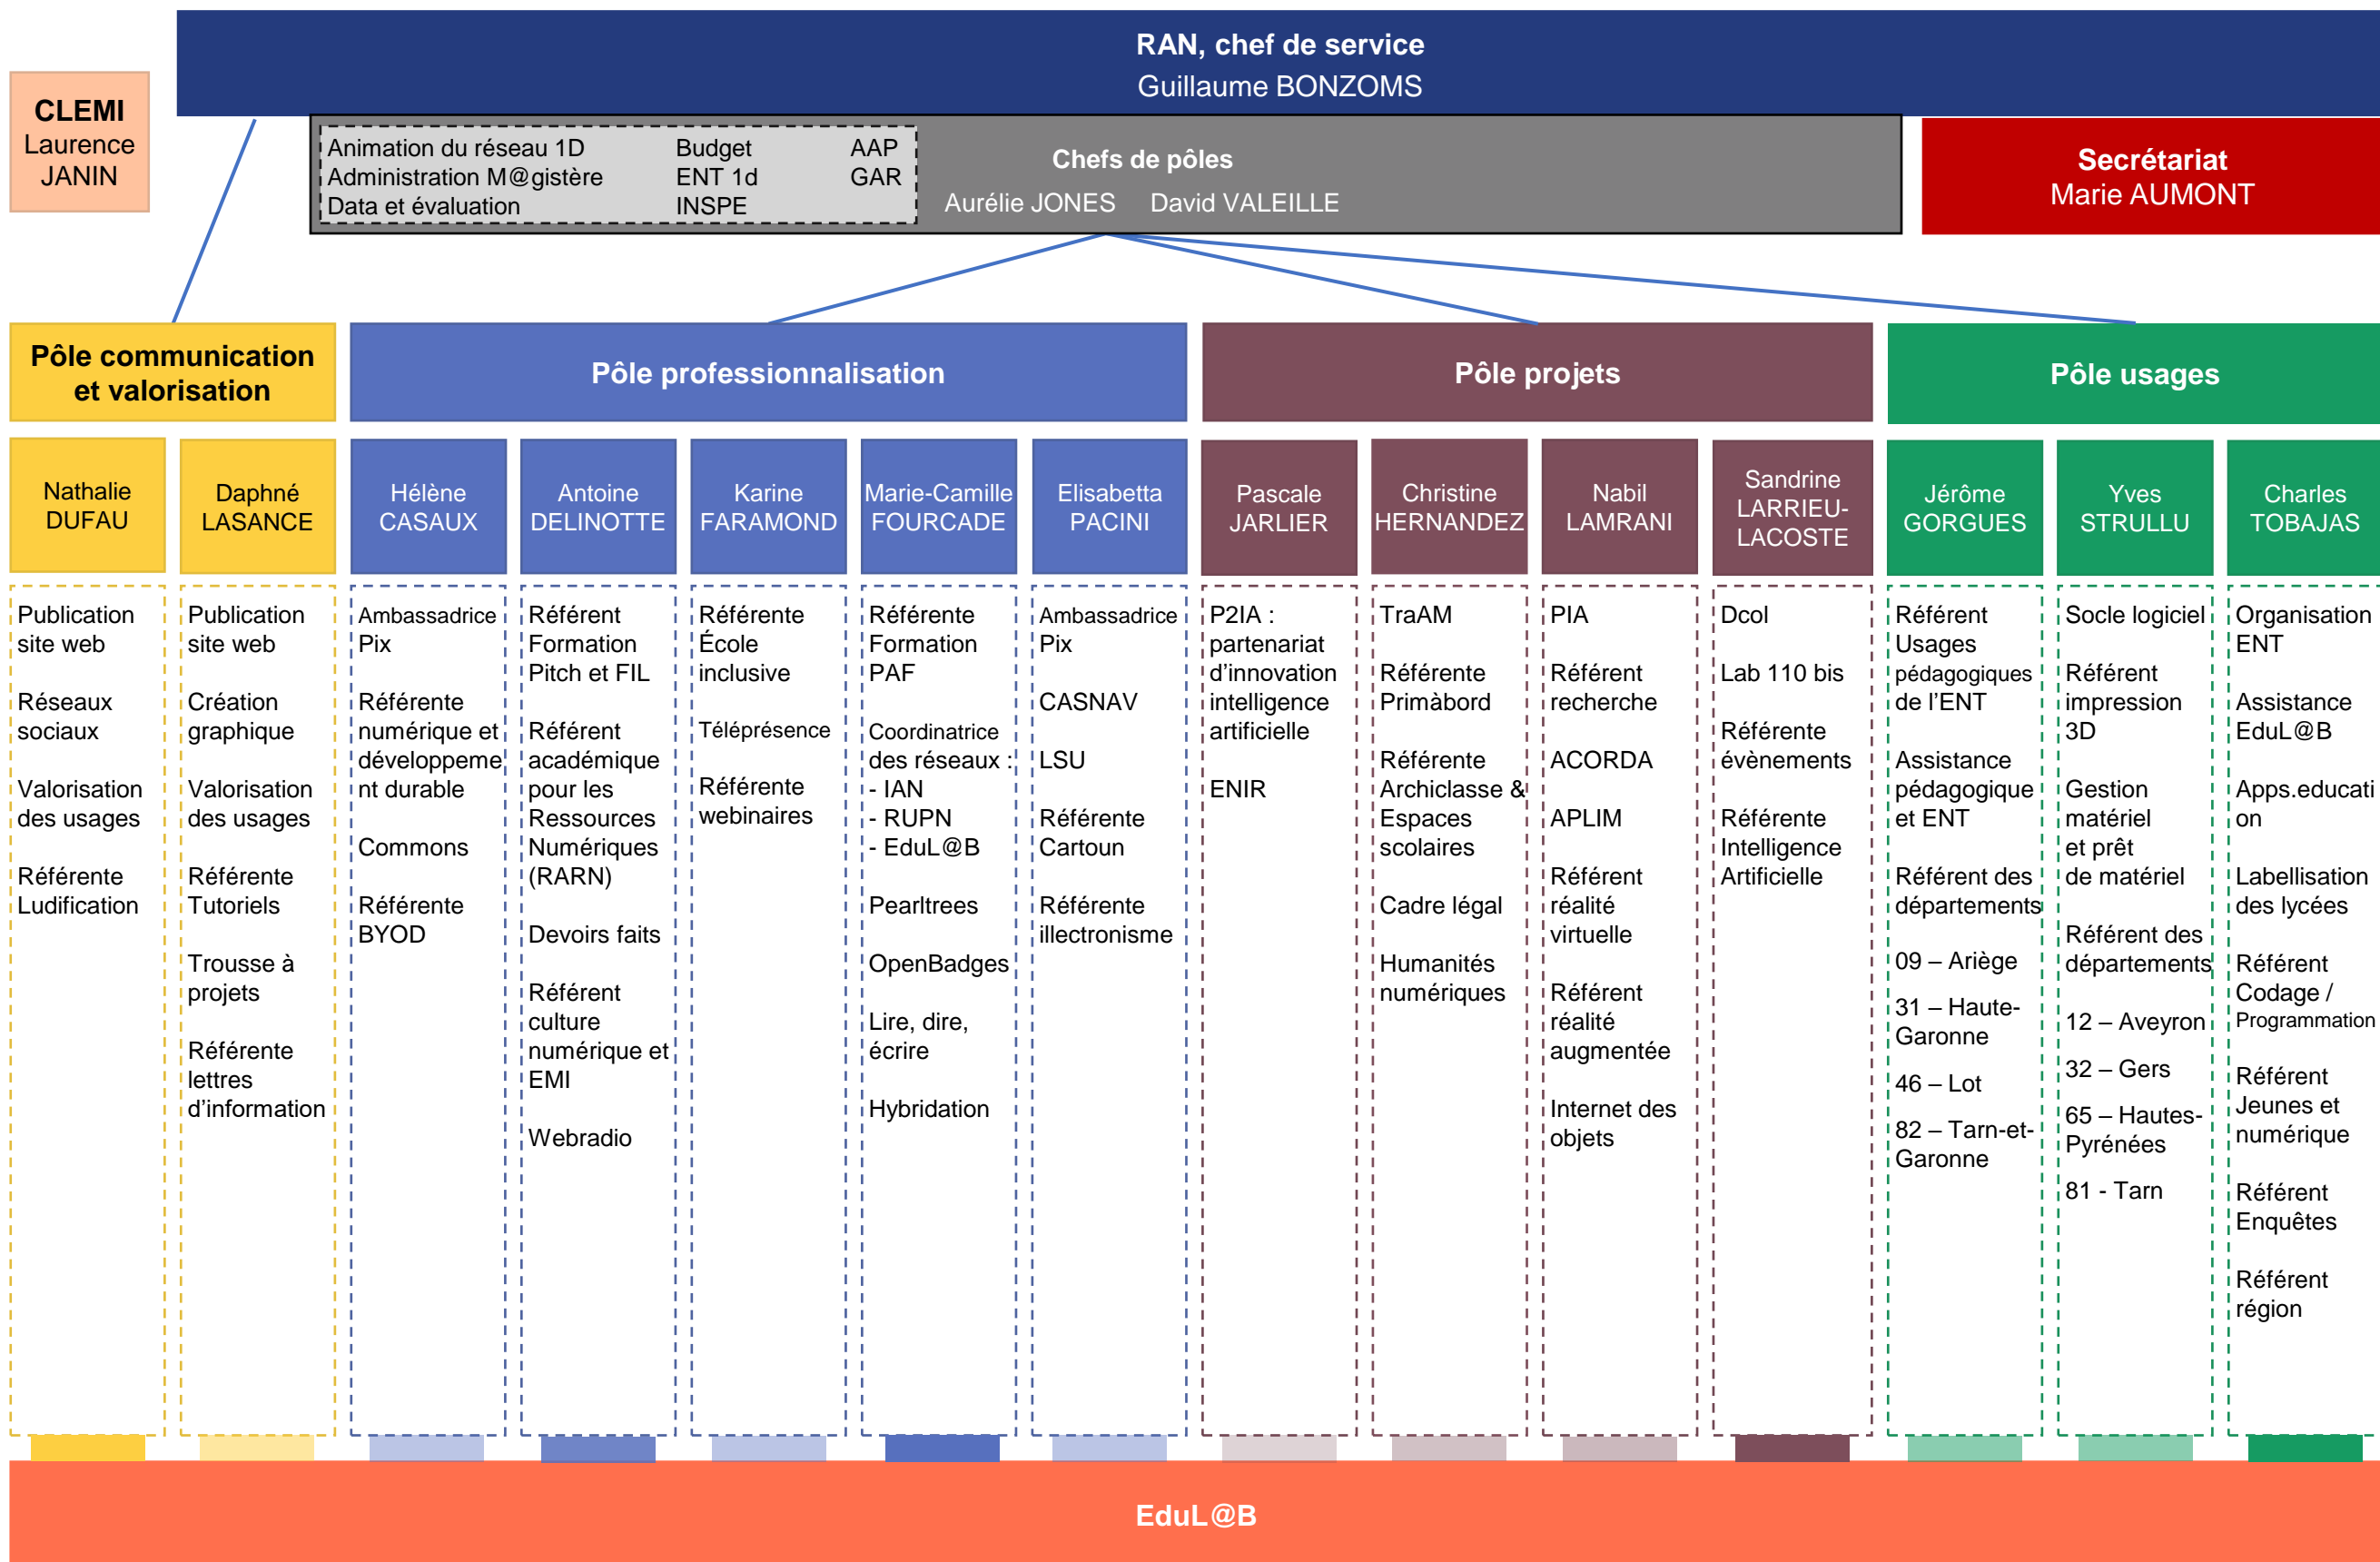 RAN, chef de service
Guillaume BONZOMS
CLEMI
Laurence
JANIN
Animation du réseau 1D
Administration M@gistère
Data et évaluation
Budget
ENT 1d
INSPE
AAP
GAR
Chefs de pôles
Aurélie JONES David VALEILLE
Secrétariat
Marie AUMONT
Pôle communication
et valorisation
Pôle professionnalisation
Pôle projets
Pôle usages
Nathalie
DUFAU
Daphné
LASANCE
Hélène
CASAUX
Antoine
DELINOTTE
Karine
FARAMOND
Marie-Camille
FOURCADE
Elisabetta
PACINI
Pascale
JARLIER
Christine
HERNANDEZ
Nabil
LAMRANI
Sandrine
LARRIEU-
LACOSTE
Jérôme
GORGUES
Yves
STRULLU
Charles
TOBAJAS
Publication
site web
Réseaux
sociaux
Valorisation
des usages
Référente
Ludification
Publication
site web
Création
graphique
Valorisation
des usages
Référente
Tutoriels
Trousse à
projets
Référente
lettres
d’information
Ambassadrice
Pix
Référente
numérique et
développeme
nt durable
Commons
Référente
BYOD
Référent
Formation
Pitch et FIL
Référent
académique
pour les
Ressources
Numériques
(RARN)
Devoirs faits
Référent
culture
numérique et
EMI
Webradio
Référente
École
inclusive
Téléprésence
Référente
webinaires
Référente
Formation
PAF
Coordinatrice
des réseaux :
- IAN
- RUPN
- EduL@B
Pearltrees
OpenBadges
Lire, dire,
écrire
Hybridation
Ambassadrice
Pix
CASNAV
LSU
Référente
Cartoun
Référente
illectronisme
P2IA :
partenariat
d’innovation
intelligence
artificielle
ENIR
TraAM
Référente
Primàbord
Référente
Archiclasse &
Espaces
scolaires
Cadre légal
Humanités
numériques
PIA
Référent
recherche
ACORDA
APLIM
Référent
réalité
virtuelle
Référent
réalité
augmentée
Internet des
objets
Dcol
Lab 110 bis
Référente
évènements
Référente
Intelligence
Artificielle
Référent
Usages
pédagogiques
de l’ENT
Assistance
pédagogique
et ENT
Référent des
départements
09 – Ariège
31 – Haute-
Garonne
46 – Lot
82 – Tarn-et-
Garonne
Socle logiciel
Référent
impression
3D
Gestion
matériel
et prêt
de matériel
Référent des
départements
12 – Aveyron
32 – Gers
65 – Hautes-
Pyrénées
81 - Tarn
Organisation
ENT
Assistance
EduL@B
Apps.educati
on
Labellisation
des lycées
Référent
Codage /
Programmation
Référent
Jeunes et
numérique
Référent
Enquêtes
Référent
région
EduL@B